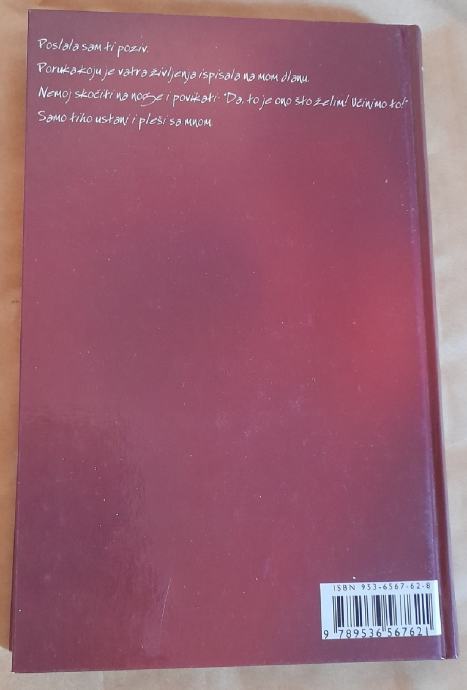 Poslala sam ti poziv.
Poruka koju je vatra življenja ispisala na mom dlanu.
Nemoj skočiti na noge i povikati: "Da, to je ono što želim! Učinimo to!"
Samo tiho ustani i pleši sa mnom.
ISBN 953-6567-62-8
9 789536 567621